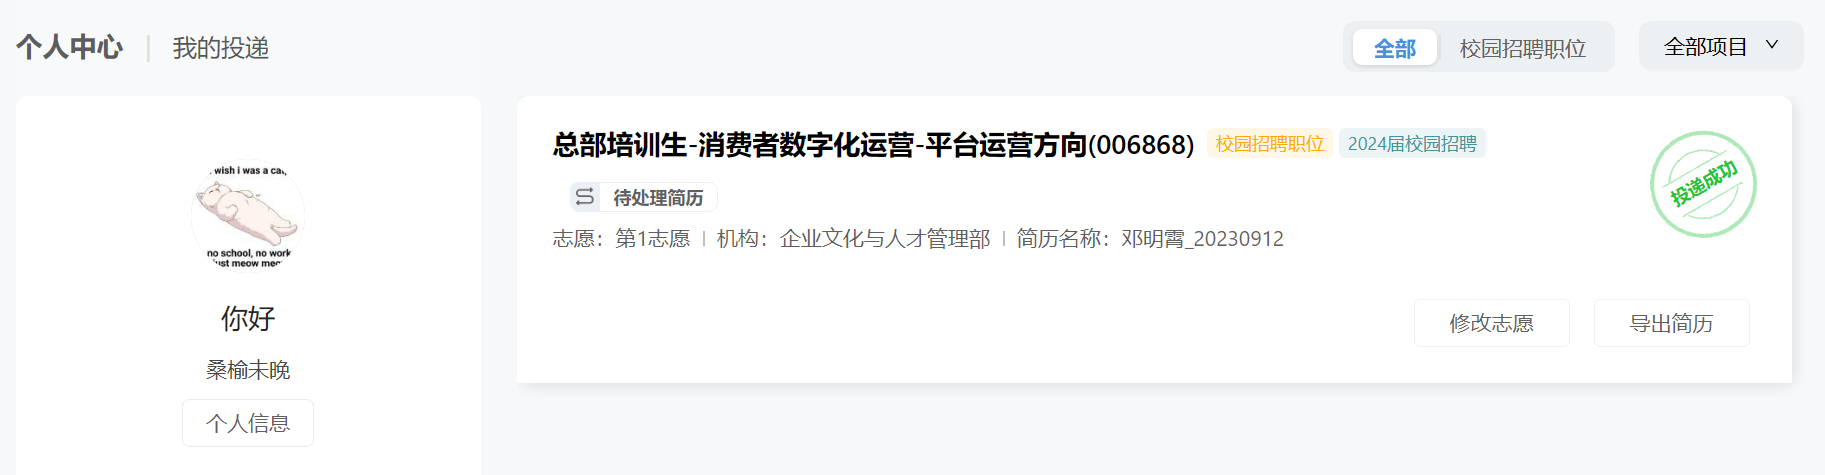 个人中心 | 我的投递
全部 校园招聘职位 全部项目
wish i was a cat,
no school, no work
just meow meow
你好
桑榆未晚
个人信息
总部培训生-消费者数字化运营-平台运营方向(006868) 校园招聘职位 2024届校园招聘
待处理简历
志愿：第1志愿 | 机构：企业文化与人才管理部 | 简历名称：邓明霄_20230912
投递成功
修改志愿 导出简历